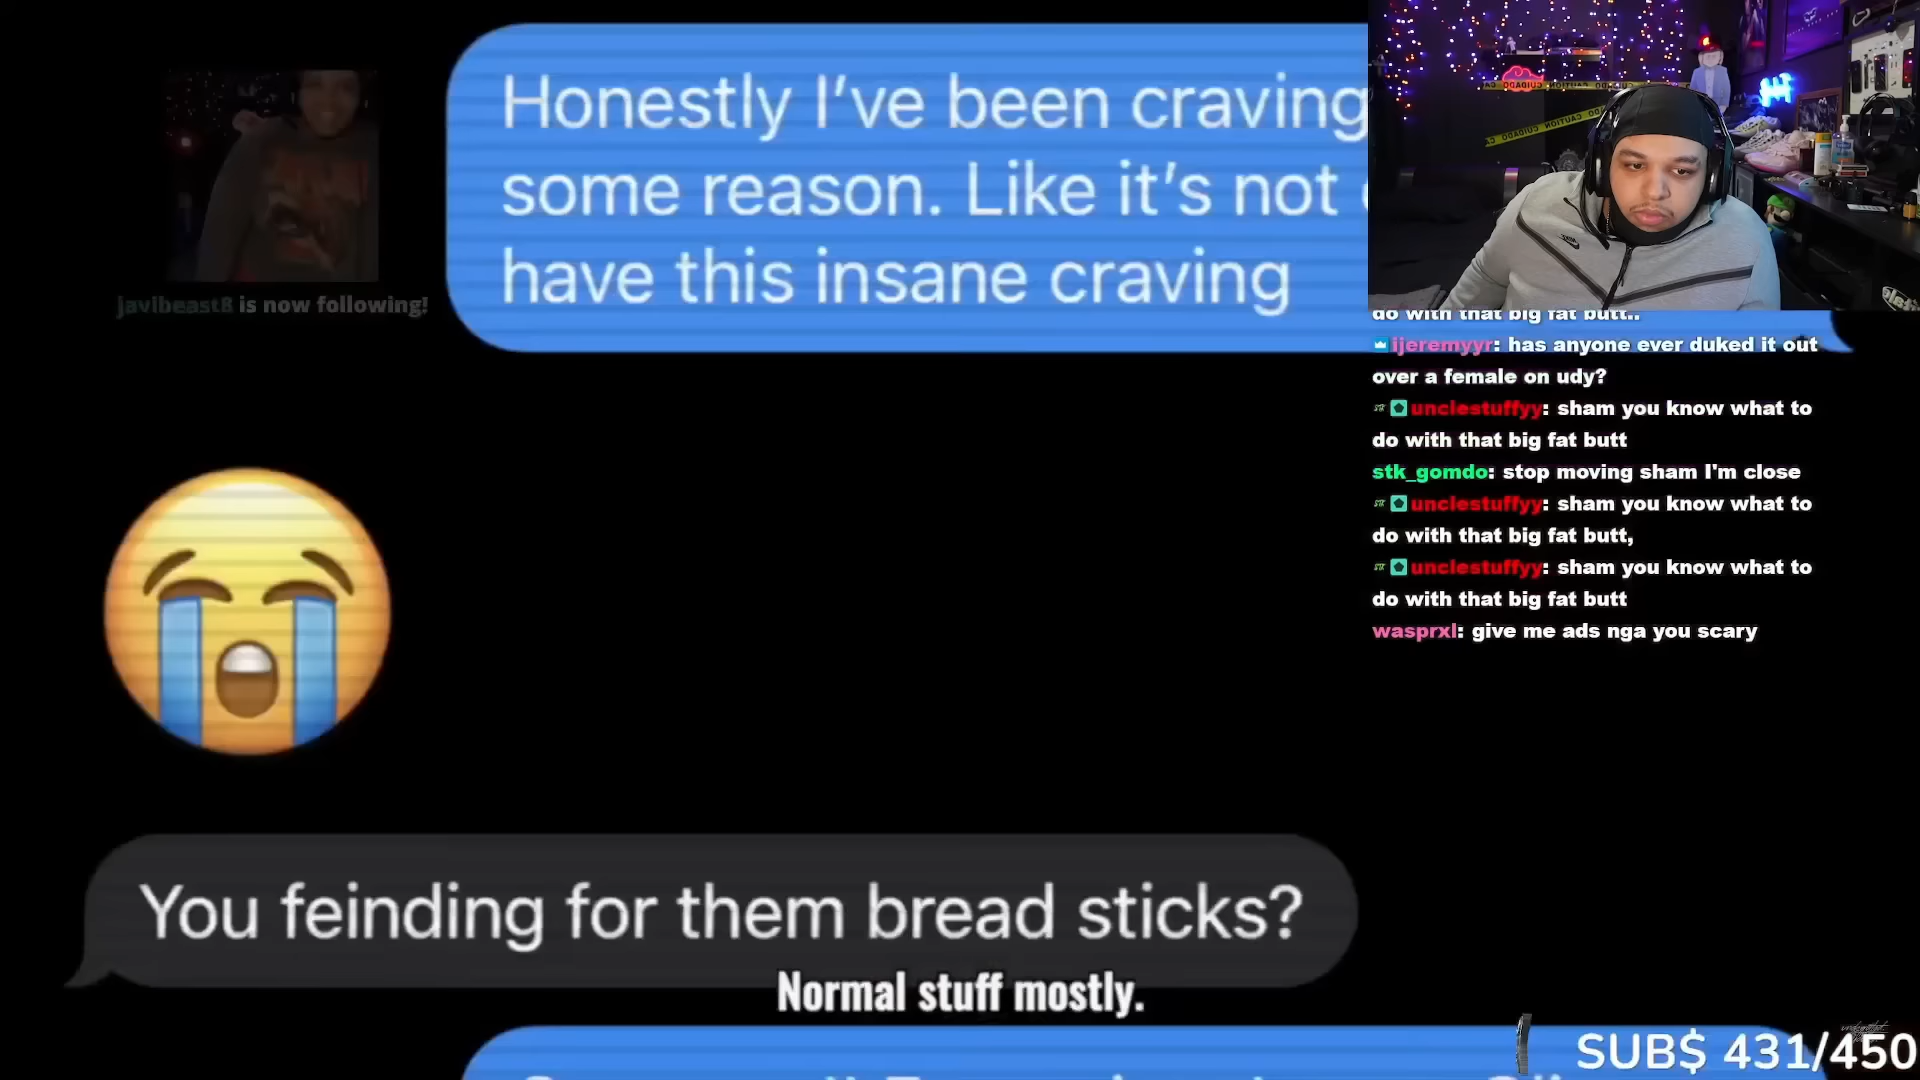 Honestly I've been craving
some reason. Like it's not
have this insane craving
javibeast8 is now following!
do with that big fat butt..
ijeremyyr: has anyone ever duked it out
over a female on udy?
unclestuffyy: sham you know what to
do with that big fat butt
stk_gomdo: stop moving sham I'm close
unclestuffyy: sham you know what to
do with that big fat butt,
unclestuffyy: sham you know what to
do with that big fat butt
wasprxl: give me ads nga you scary
You feinding for them bread sticks?
Normal stuff mostly.
SUB$ 431/450
CUIDADO
CAUTION
CUIDADO